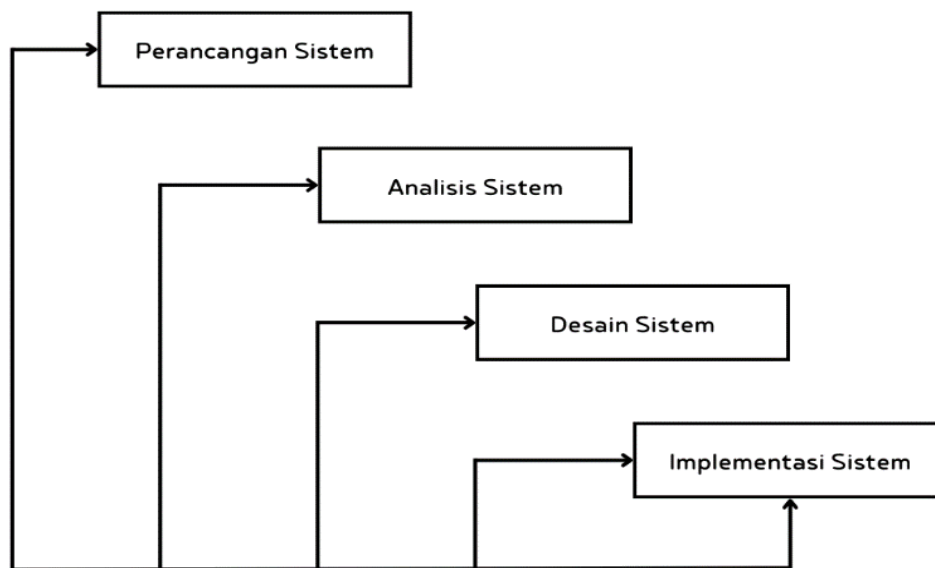 Perancangan Sistem
Analisis Sistem
Desain Sistem
Implementasi Sistem